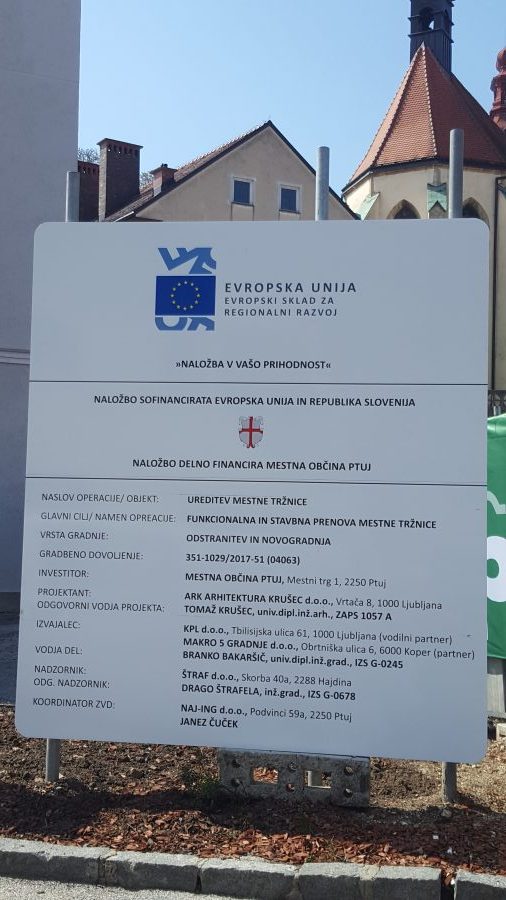 EVROPSKA UNIJA
EVROPSKI SKLAD ZA
REGIONALNI RAZVOJ
»NALOŽBA V VAŠO PRIHODNOST«
NALOŽBO SOFINANCIRATA EVROPSKA UNIJA IN REPUBLIKA SLOVENIJA
NALOŽBO DELNO FINANCIRA MESTNA OBČINA PTUJ
NASLOV OPERACIJE/ OBJEKT: UREDITEV MESTNE TRŽNICE
GLAVNI CILJ/ NAMEN OPREACIJE: FUNKCIONALNA IN STAVBNA PRENOVA MESTNE TRŽNICE
VRSTA GRADNJE: ODSTRANITEV IN NOVOGRADNJA
GRADBENO DOVOLJENJE: 351-1029/2017-51 (04063)
INVESTITOR: MESTNA OBČINA PTUJ, Mestni trg 1, 2250 Ptuj
PROJEKTANT: ARK ARHITEKTURA KRUŠEC d.o.o., Vrtača 8, 1000 Ljubljana
ODGOVORNI VODJA PROJEKTA: TOMAŽ KRUŠEC, univ.dipl.inž.arh., ZAPS 1057 A
IZVAJALEC: KPL d.o.o., Tbilisijska ulica 61, 1000 Ljubljana (vodilni partner)
MAKRO 5 GRADNJE d.o.o., Obrtniška ulica 6, 6000 Koper (partner)
VODJA DEL: BRANKO BAKARŠIČ, univ.dipl.inž.grad., IZS G-0245
NADZORNIK: ŠTRAF d.o.o., Skorba 40a, 2288 Hajdina
ODG. NADZORNIK: DRAGO ŠTRAFELA, inž.grad., IZS G-0678
KOORDINATOR ZVD: NAJ-ING d.o.o., Podvinci 59a, 2250 Ptuj
JANEZ ČUČEK